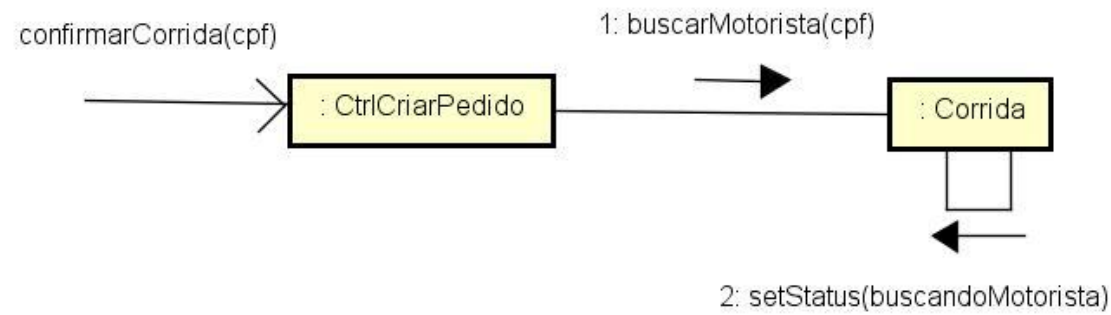 confirmarCorrida(cpf)
1: buscarMotorista(cpf)
: CtrlCriarPedido
: Corrida
2: setStatus(buscandoMotorista)